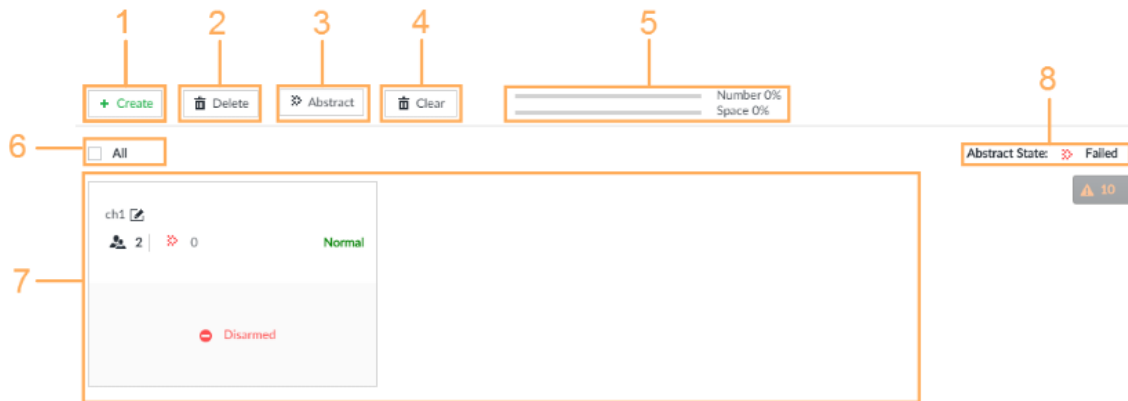 1 2 3 4 5
8
+ Create Delete Abstract Clear Number 0%
Space 0%
6 All Abstract State: Failed
10
ch1
2 0 Normal
7
Disarmed